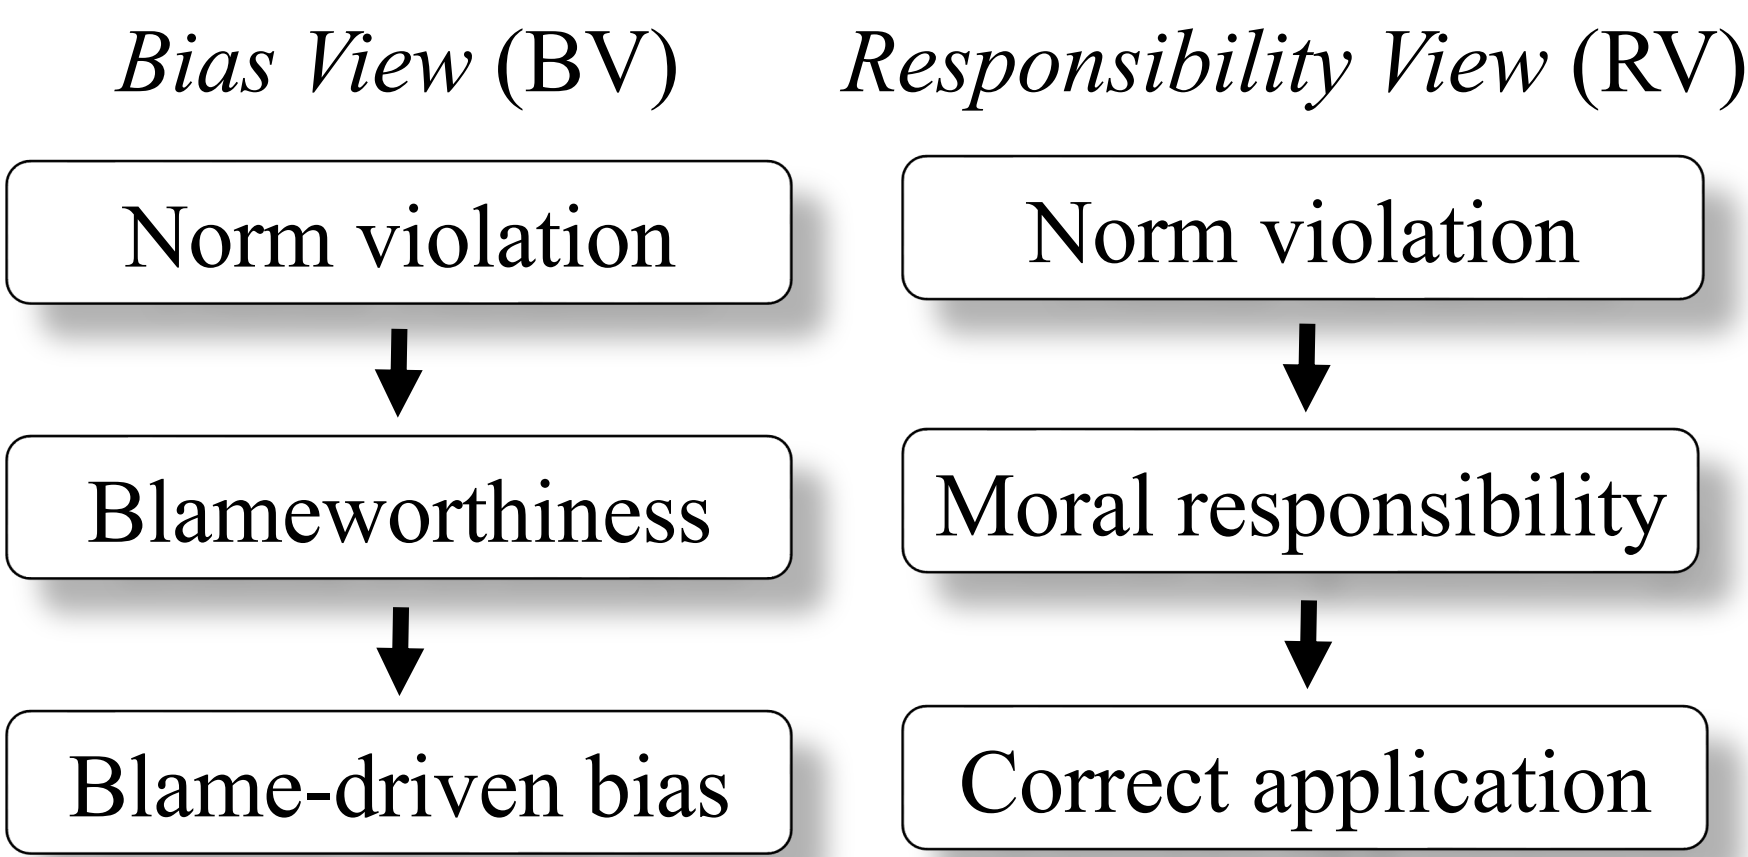 Bias View (BV)
Norm violation
Blameworthiness
Blame-driven bias
Responsibility View (RV)
Norm violation
Moral responsibility
Correct application